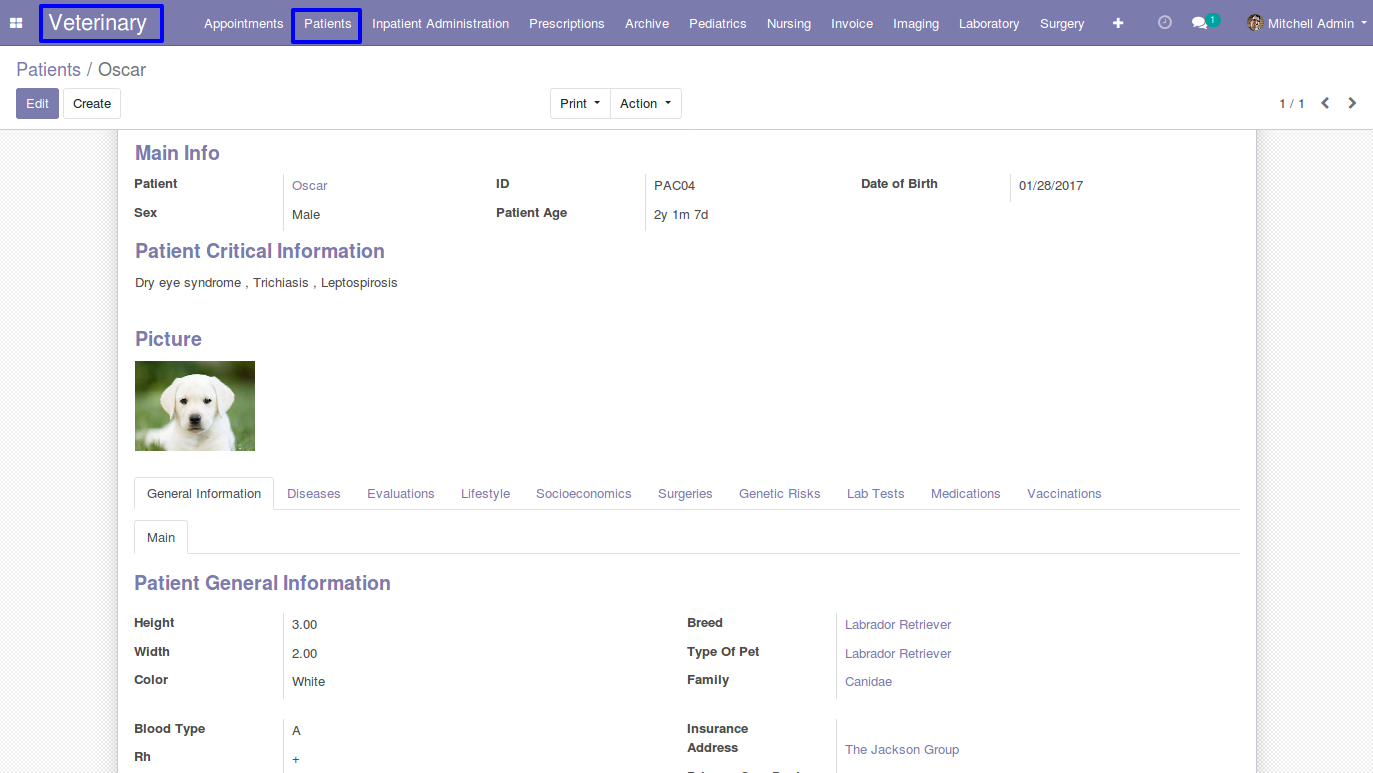 Veterinary Appointments Patients Inpatient Administration Prescriptions Archive Pediatrics Nursing Invoice Imaging Laboratory Surgery + 1 Mitchell Admin
Patients / Oscar
Edit Create Print Action 1 / 1
Main Info
Patient Oscar ID PAC04 Date of Birth 01/28/2017
Sex Male Patient Age 2y 1m 7d
Patient Critical Information
Dry eye syndrome , Trichiasis , Leptospirosis
Picture
General Information Diseases Evaluations Lifestyle Socioeconomics Surgeries Genetic Risks Lab Tests Medications Vaccinations
Main
Patient General Information
Height 3.00 Breed Labrador Retriever
Width 2.00 Type Of Pet Labrador Retriever
Color White Family Canidae
Blood Type A Insurance
Address The Jackson Group
Rh +